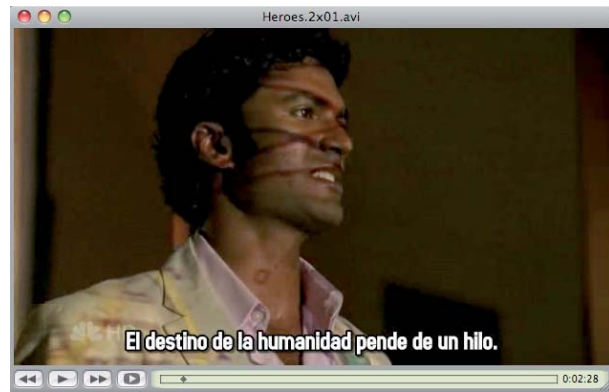 Heroes.2x01.avi
El destino de la humanidad pende de un hilo.
0:02:28